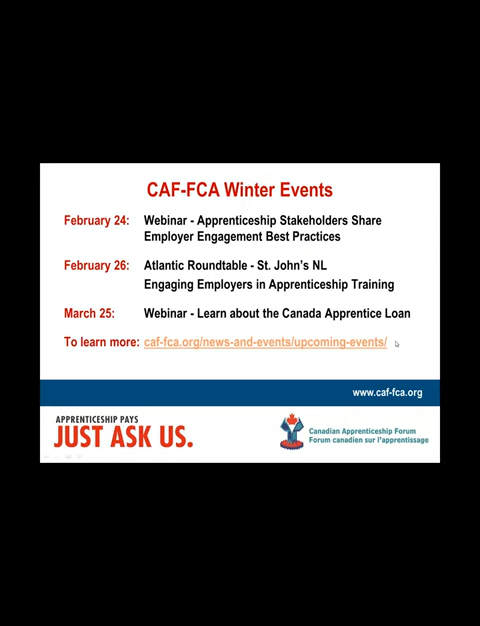 CAF-FCA Winter Events
February 24: Webinar - Apprenticeship Stakeholders Share
Employer Engagement Best Practices
February 26: Atlantic Roundtable - St. John's NL
Engaging Employers in Apprenticeship Training
March 25: Webinar - Learn about the Canada Apprentice Loan
To learn more: caf-fca.org/news-and-events/upcoming-events/
www.caf-fca.org
APPRENTICESHIP PAYS
JUST ASK US.
Canadian Apprenticeship Forum
Forum canadien sur l'apprentissage